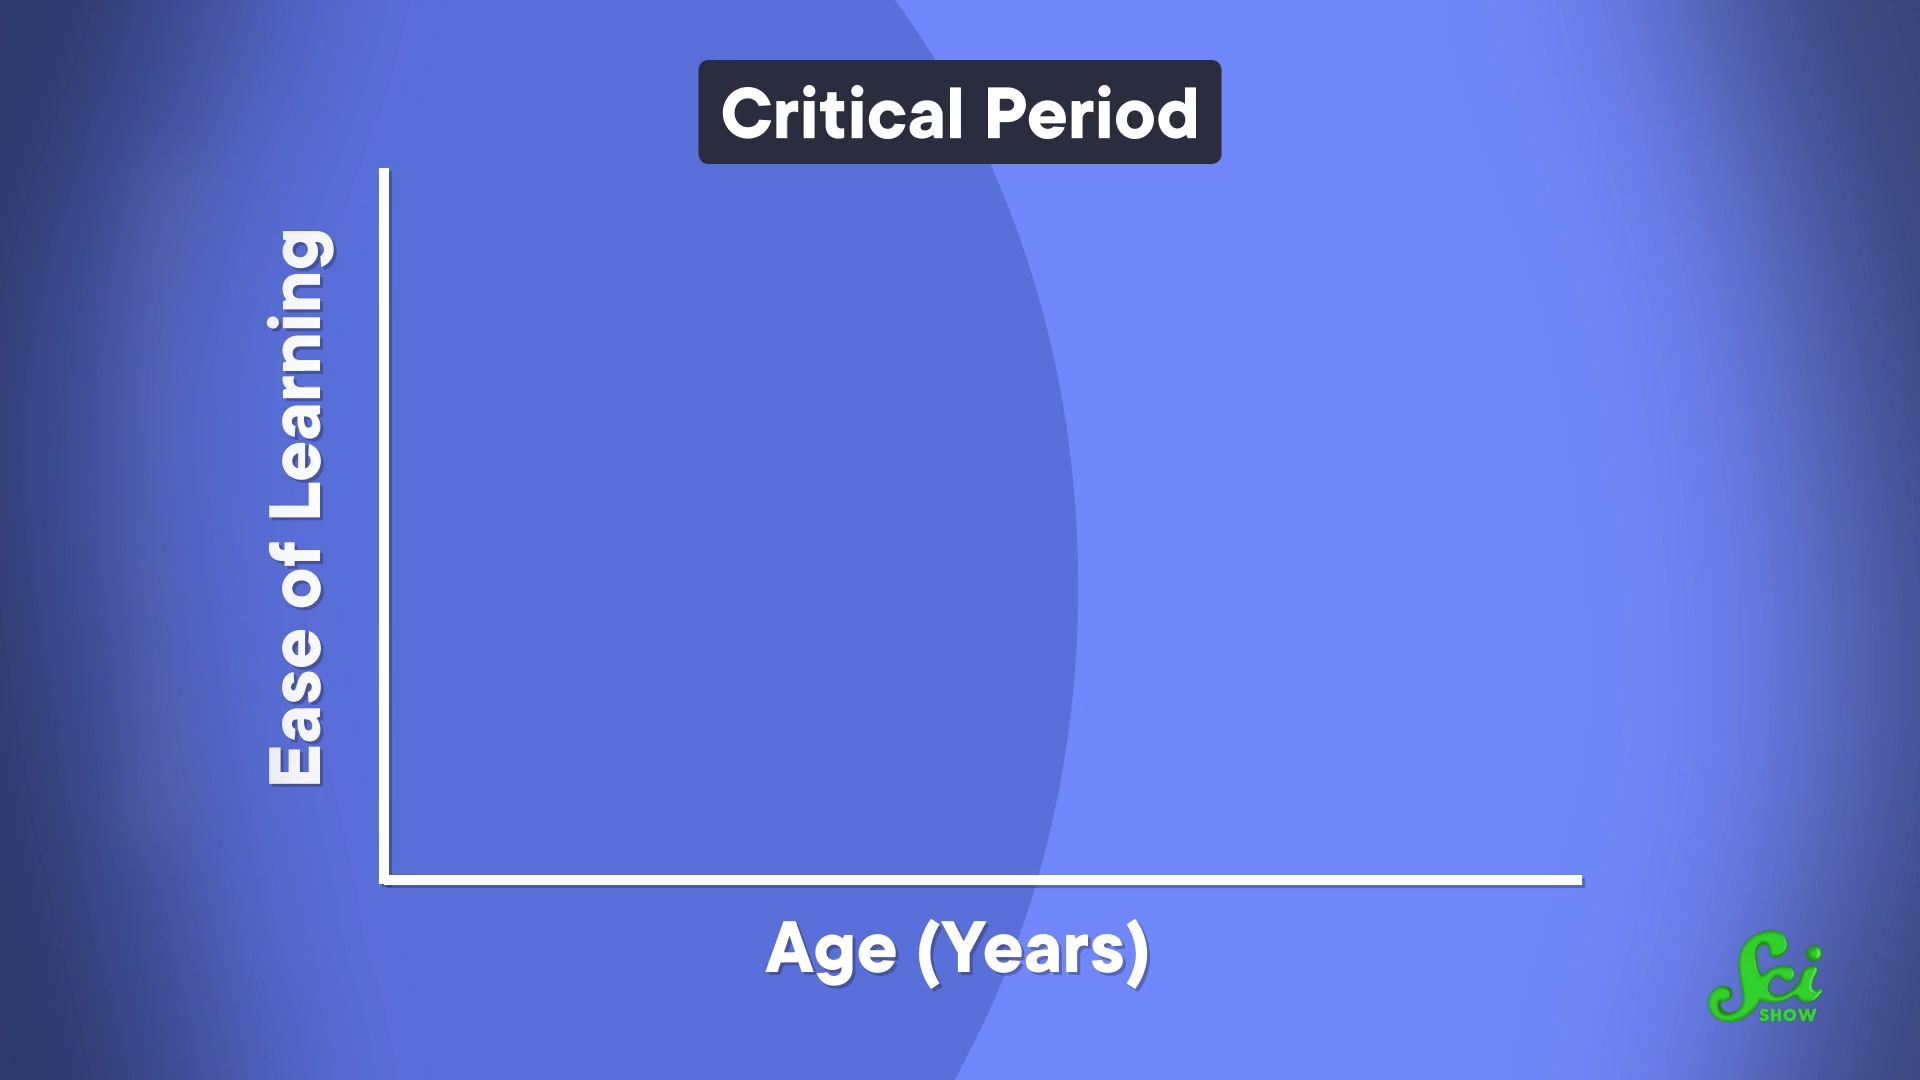 Critical Period
Ease of Learning
Age (Years)
Sci
SHOW